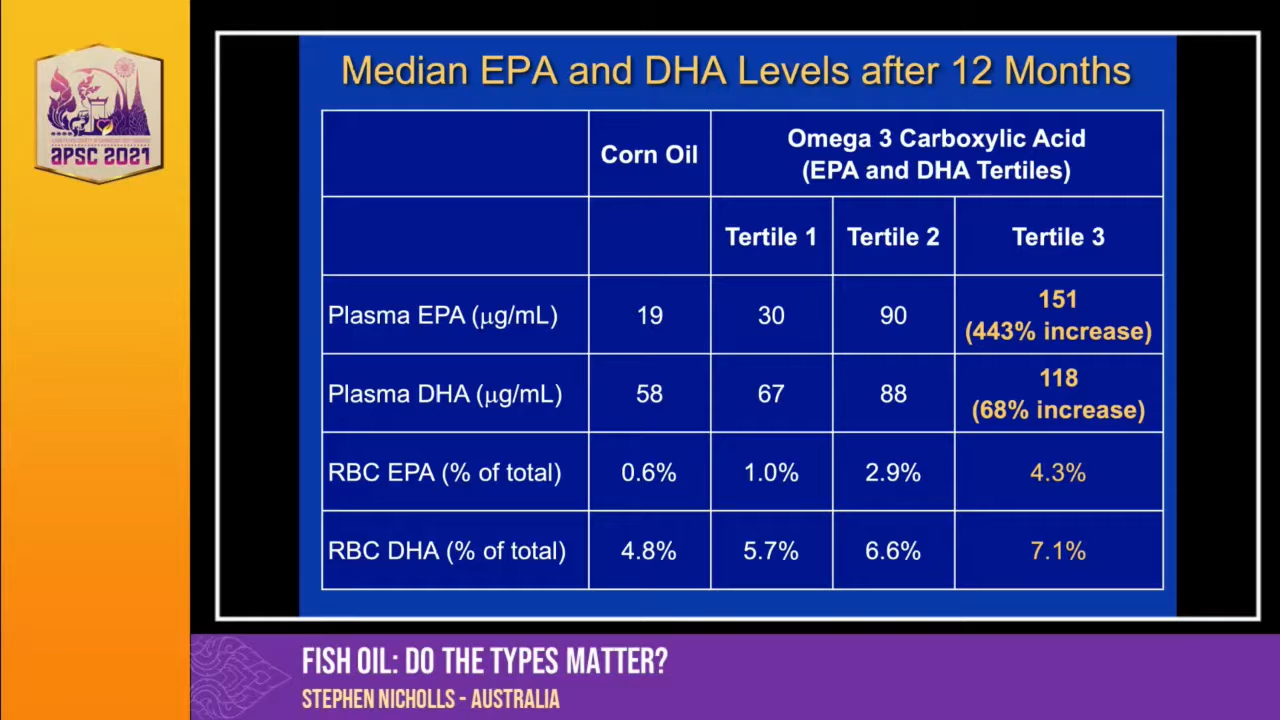 APSC 2021
Median EPA and DHA Levels after 12 Months
Corn Oil
Omega 3 Carboxylic Acid
(EPA and DHA Tertiles)
Tertile 1
Tertile 2
Tertile 3
Plasma EPA (μg/mL)
19
30
90
151
(443% increase)
Plasma DHA (μg/mL)
58
67
88
118
(68% increase)
RBC EPA (% of total)
0.6%
1.0%
2.9%
4.3%
RBC DHA (% of total)
4.8%
5.7%
6.6%
7.1%
FISH OIL: DO THE TYPES MATTER?
STEPHEN NICHOLLS - AUSTRALIA